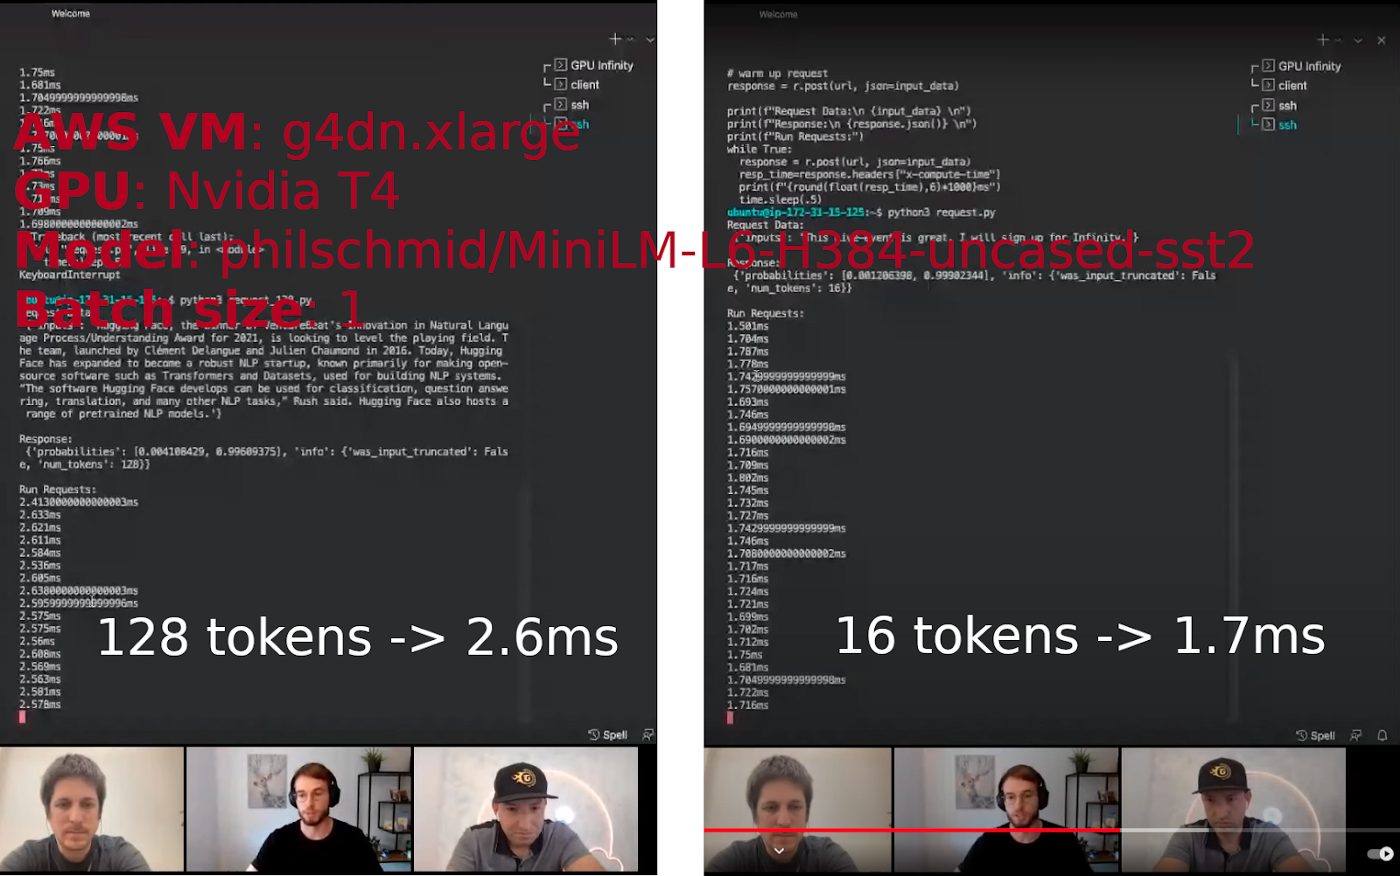 Welcome
GPU Infinity
client
ssh
ssh
1.75ms
1.681ms
1.7049999999999998ms
1.722ms
1.75ms
1.766ms
1.73ms
1.709ms
1.6980000000000002ms
Traceback (most recent call last):
KeyboardInterrupt
$ python3 request_128.py
{'inputs': 'Hugging Face, the winner of VentureBeat's Innovation in Natural Langu
age Process/Understanding Award for 2021, is looking to level the playing field. T
he team, launched by Clément Delangue and Julien Chaumond in 2016. Today, Hugging
Face has expanded to become a robust NLP startup, known primarily for making open-
source software such as Transformers and Datasets, used for building NLP systems.
“The software Hugging Face develops can be used for classification, question answe
ring, translation, and many other NLP tasks,” Rush said. Hugging Face also hosts a
range of pretrained NLP models.'}
Response:
{'probabilities': [0.004108429, 0.99609375], 'info': {'was_input_truncated': Fals
e, 'num_tokens': 128}}
Run Requests:
2.4130000000000003ms
2.633ms
2.621ms
2.611ms
2.584ms
2.536ms
2.605ms
2.6380000000000003ms
2.5959999999999996ms
2.575ms
2.575ms
2.56ms
2.608ms
2.569ms
2.563ms
2.581ms
2.578ms
Spell
AWS VM: g4dn.xlarge
GPU: Nvidia T4
Model: philschmid/MiniLM-L6-H384-uncased-sst2
Batch size: 1
128 tokens -> 2.6ms
Welcome
GPU Infinity
client
ssh
ssh
# warm up request
response = r.post(url, json=input_data)
print(f"Request Data:\n {input_data} \n")
print(f"Response:\n {response.json()} \n")
print(f"Run Requests:")
while True:
response = r.post(url, json=input_data)
resp_time=response.headers["x-compute-time"]
print(f"{round(float(resp_time),6)*1000}ms")
time.sleep(.5)
ubuntu@ip-172-31-15-125:~$ python3 request.py
Request Data:
{'inputs': 'This live-event is great. I will sign up for Infinity.'}
Response:
{'probabilities': [0.001206398, 0.99902344], 'info': {'was_input_truncated': Fals
e, 'num_tokens': 16}}
Run Requests:
1.501ms
1.704ms
1.787ms
1.778ms
1.7429999999999999ms
1.7570000000000001ms
1.693ms
1.746ms
1.6949999999999998ms
1.6900000000000002ms
1.716ms
1.709ms
1.802ms
1.745ms
1.732ms
1.727ms
1.7429999999999999ms
1.746ms
1.7080000000000002ms
1.717ms
1.716ms
1.724ms
1.721ms
1.699ms
1.702ms
1.712ms
1.75ms
1.681ms
1.7049999999999998ms
1.722ms
1.716ms
Spell
16 tokens -> 1.7ms
G
G